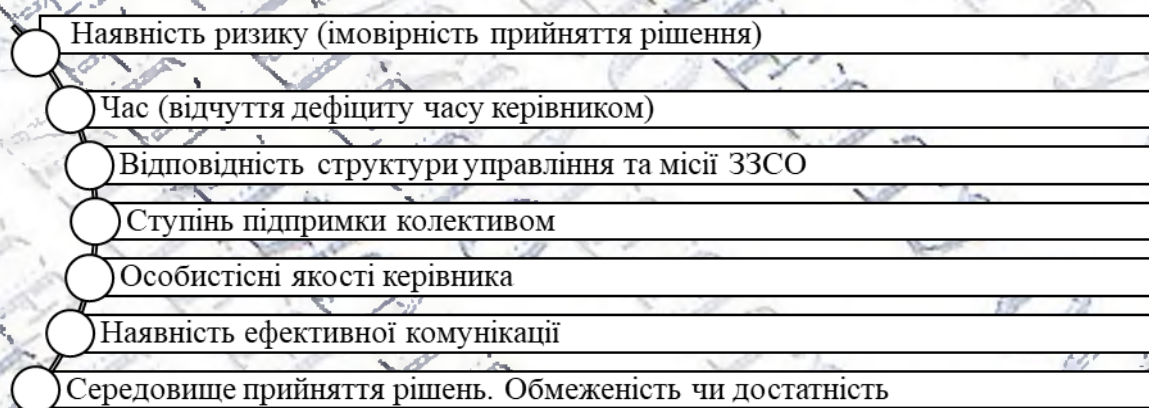 Наявність ризику (імовірність прийняття рішення)
Час (відчуття дефіциту часу керівником)
Відповідність структури управління та місії ЗЗСО
Ступінь підпримки колективом
Особистісні якості керівника
Наявність ефективної комунікації
Середовище прийняття рішень. Обмеженість чи достатність